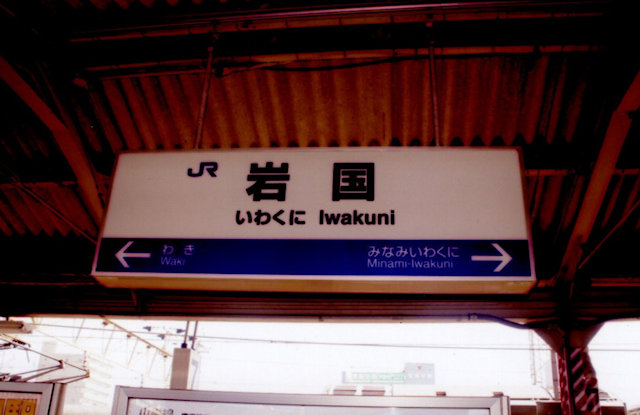 JR 岩国
いわくに Iwakuni
← わき みなみいわくに →
Waki Minami-Iwakuni